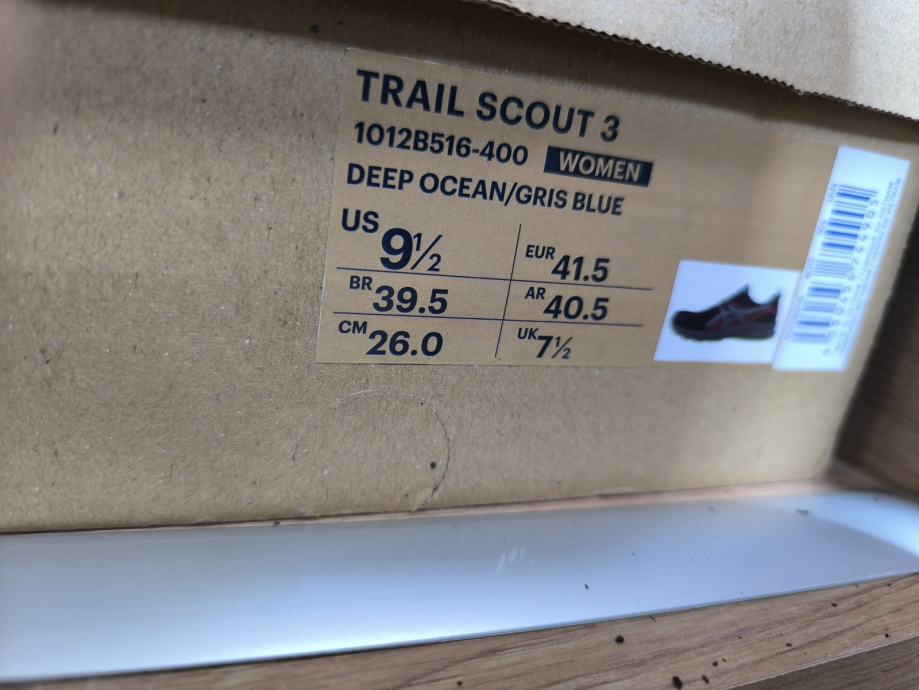 TRAIL SCOUT 3
1012B516-400 WOMEN
DEEP OCEAN/GRIS BLUE
US 9½ EUR 41.5
BR 39.5 AR 40.5
CM 26.0 UK 7½
JAN